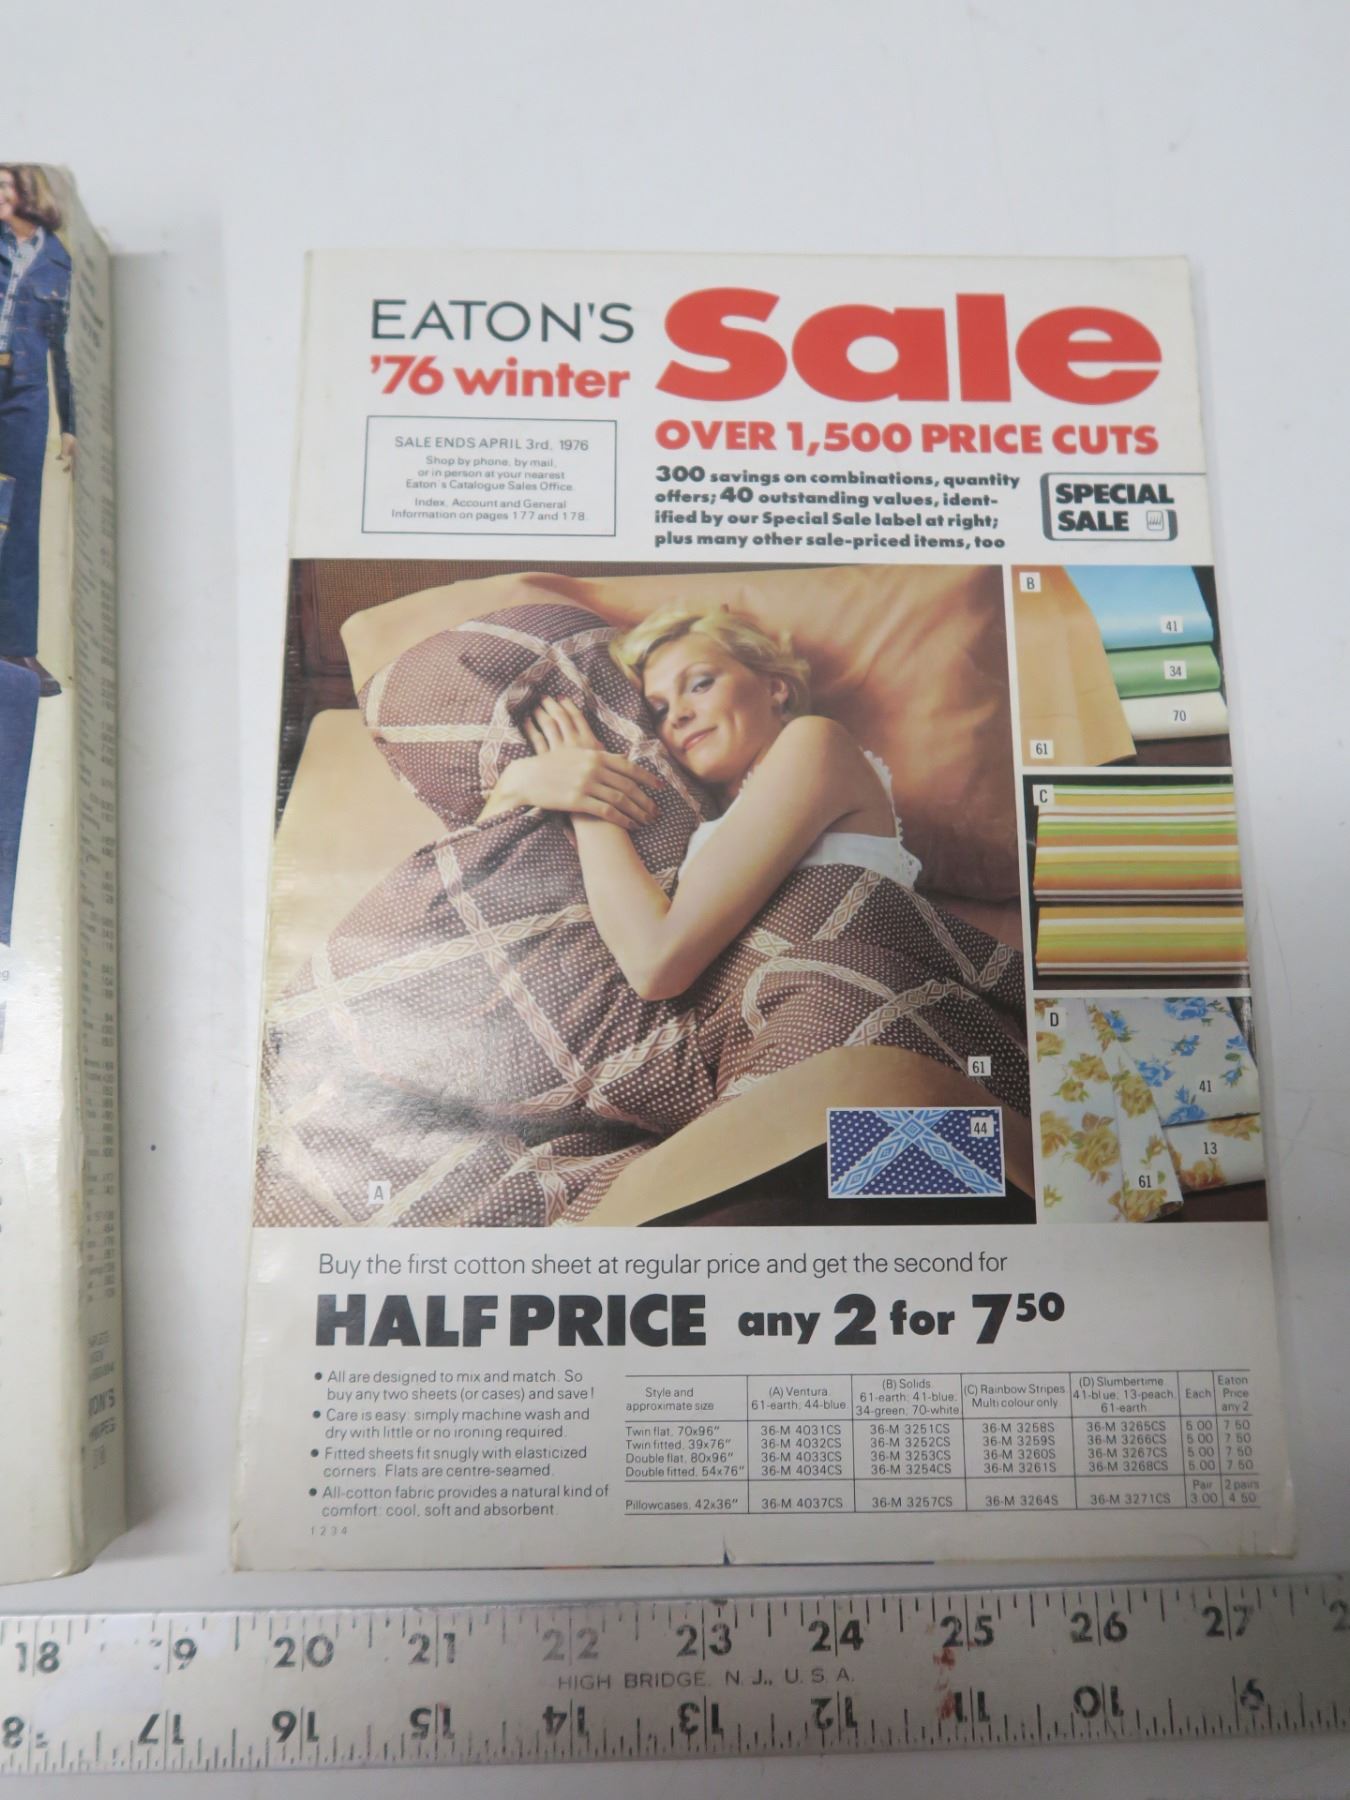 EATON'S
'76 winter
Sale
SALE ENDS APRIL 3rd, 1976
Shop by phone, by mail,
or in person at your nearest
Eaton's Catalogue Sales Office.
Index, Account and General
Information on pages 177 and 178.
OVER 1,500 PRICE CUTS
300 savings on combinations, quantity
offers; 40 outstanding values, ident-
ified by our Special Sale label at right;
plus many other sale-priced items, too
SPECIAL
SALE
B
41
34
70
61
C
D
41
13
61
61
44
A
Buy the first cotton sheet at regular price and get the second for
HALF PRICE any 2 for 7 50
• All are designed to mix and match. So
buy any two sheets (or cases) and save!
• Care is easy: simply machine wash and
dry with little or no ironing required.
• Fitted sheets fit snugly with elasticized
corners. Flats are centre-seamed.
• All-cotton fabric provides a natural kind of
comfort: cool, soft and absorbent.
1 2 3 4
Style and approximate size (A) Ventura 61-earth; 44-blue (B) Solids 61-earth; 41-blue; 34-green; 70-white (C) Rainbow Stripes Multi colour only (D) Slumbertime 41-blue; 13-peach; 61-earth Each Eaton Price any 2
Twin flat, 70x96" 36-M 4031CS 36-M 3251CS 36-M 3258S 36-M 3265CS 5.00 7.50
Twin fitted, 39x76" 36-M 4032CS 36-M 3252CS 36-M 3259S 36-M 3266CS 5.00 7.50
Double flat, 80x96" 36-M 4033CS 36-M 3253CS 36-M 3260S 36-M 3267CS 5.00 7.50
Double fitted, 54x76" 36-M 4034CS 36-M 3254CS 36-M 3261S 36-M 3268CS 5.00 7.50
Pair 2 pairs
Pillowcases, 42x36" 36-M 4037CS 36-M 3257CS 36-M 3264S 36-M 3271CS 3.00 4.50
18 19 20 21 22 23 24 25 26 27
HIGH BRIDGE, N. J., U. S. A.
18 17 16 15 14 13 12 11 10 9